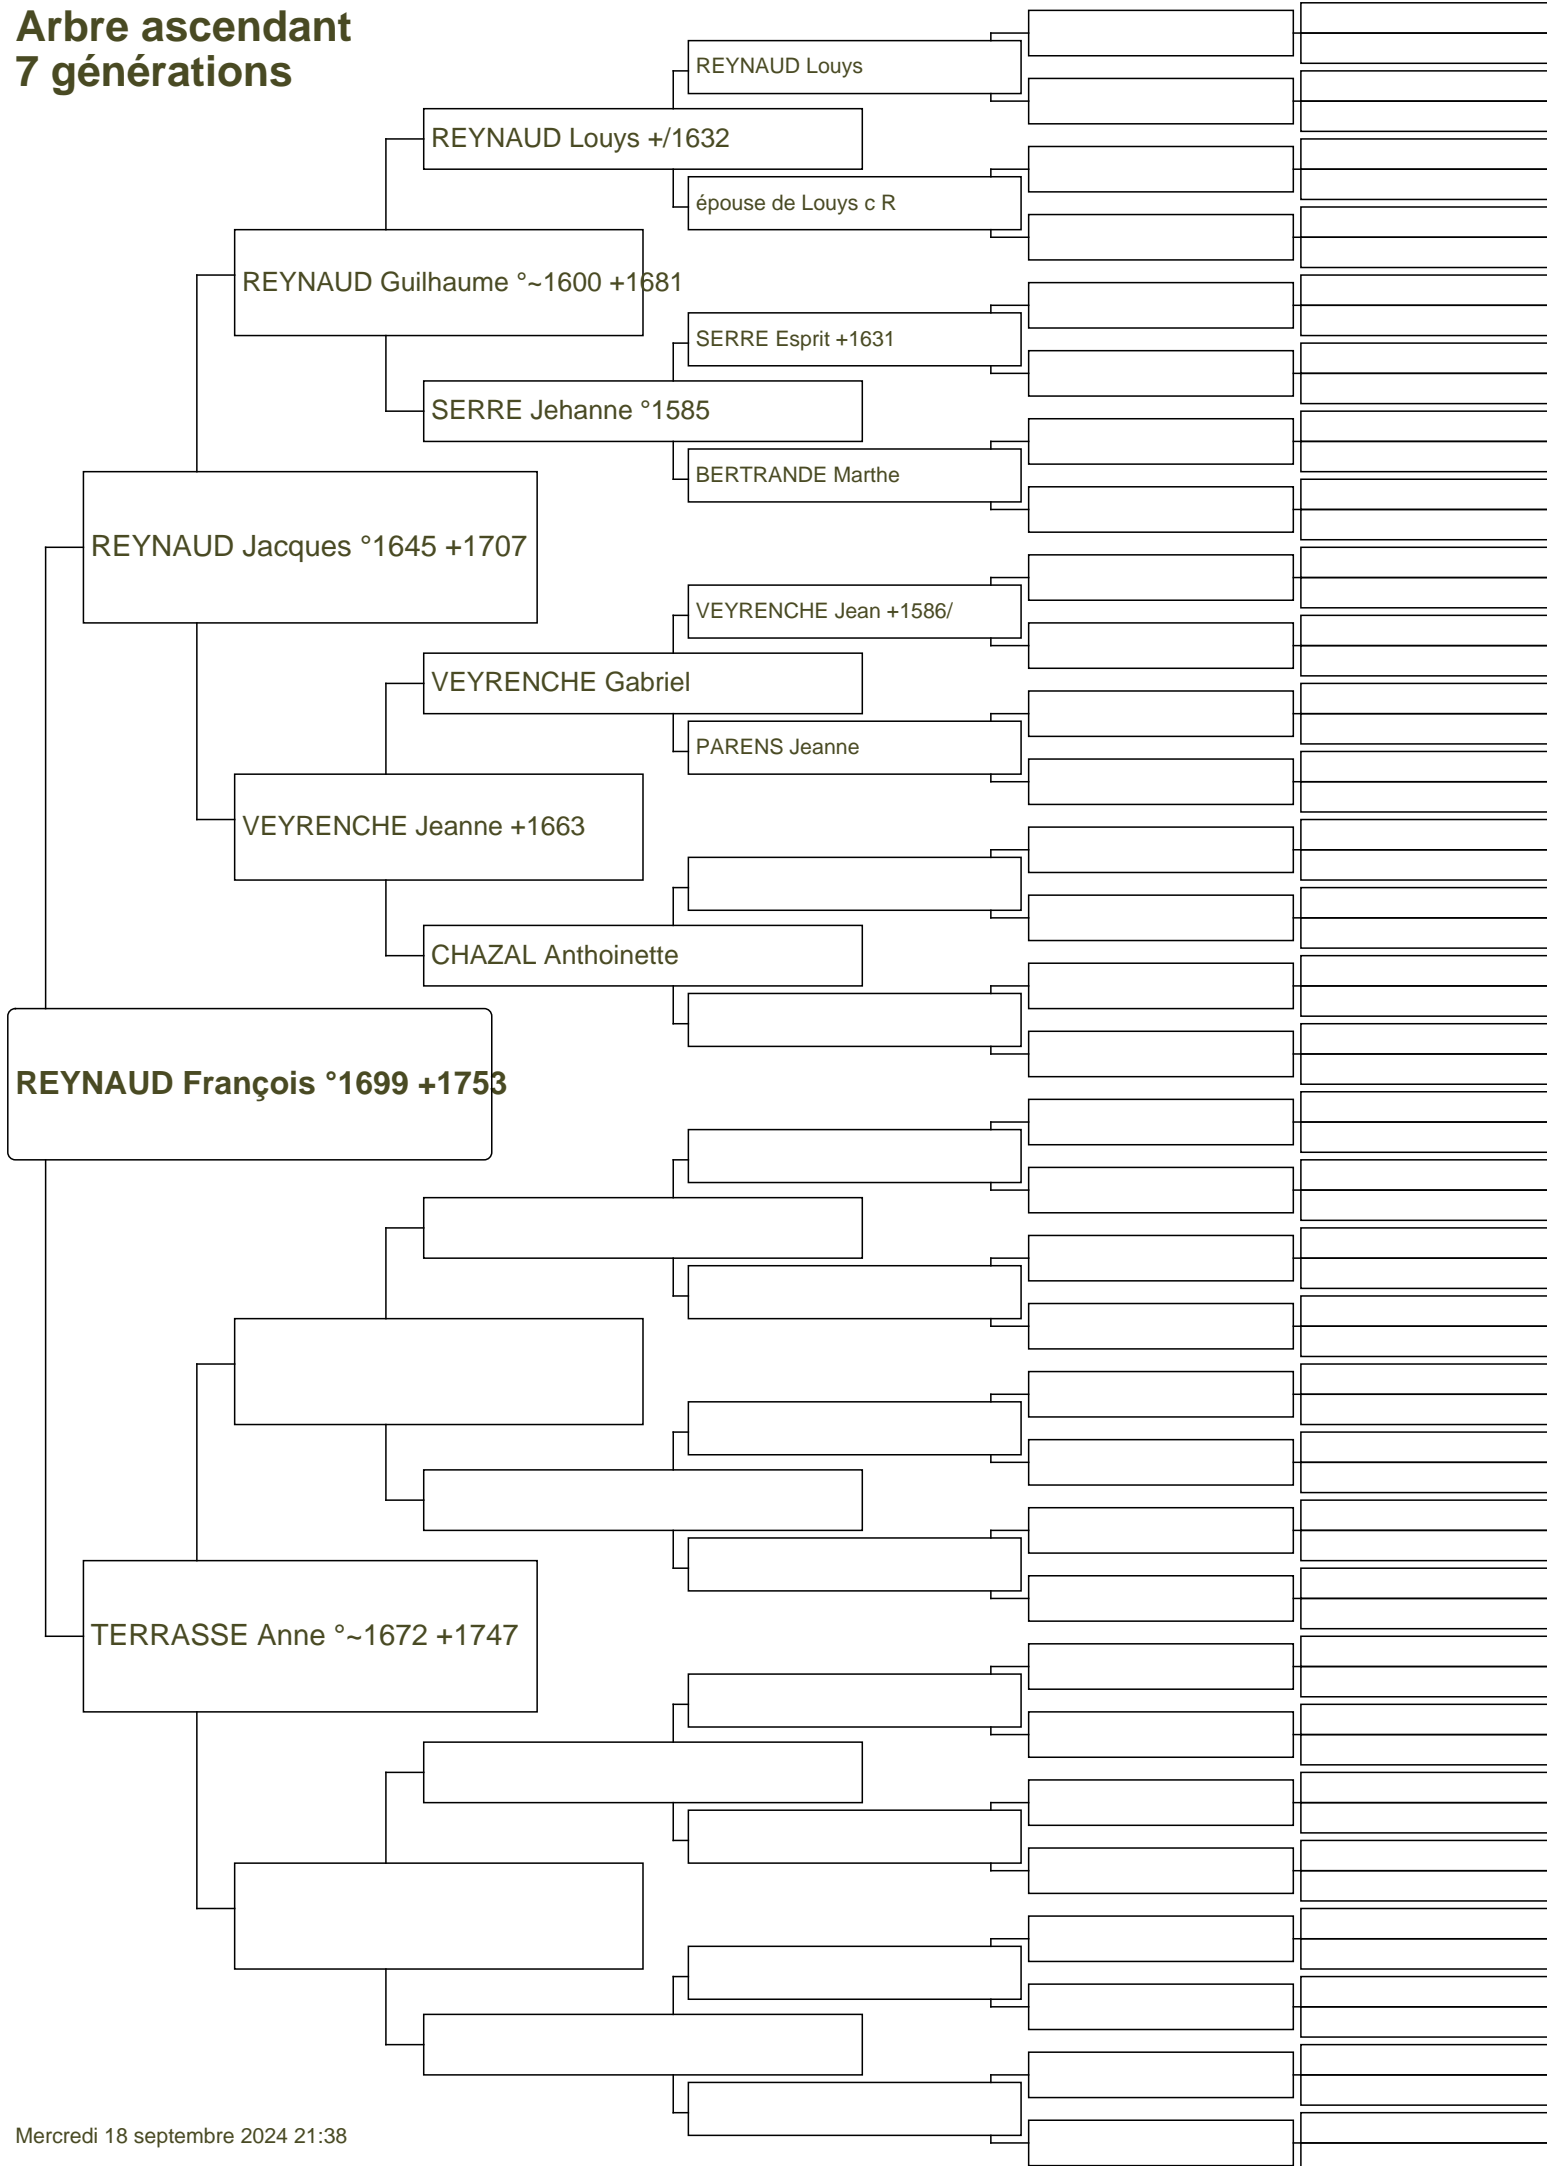 Arbre ascendant
7 générations
REYNAUD Louys
REYNAUD Louys +/1632
épouse de Louys c R
REYNAUD Guilhaume °~1600 +1681
SERRE Esprit +1631
SERRE Jehanne °1585
BERTRANDE Marthe
REYNAUD Jacques °1645 +1707
VEYRENCHE Jean +1586/
VEYRENCHE Gabriel
PARENS Jeanne
VEYRENCHE Jeanne +1663
CHAZAL Anthoinette
REYNAUD François °1699 +1753
TERRASSE Anne °~1672 +1747
Mercredi 18 septembre 2024 21:38